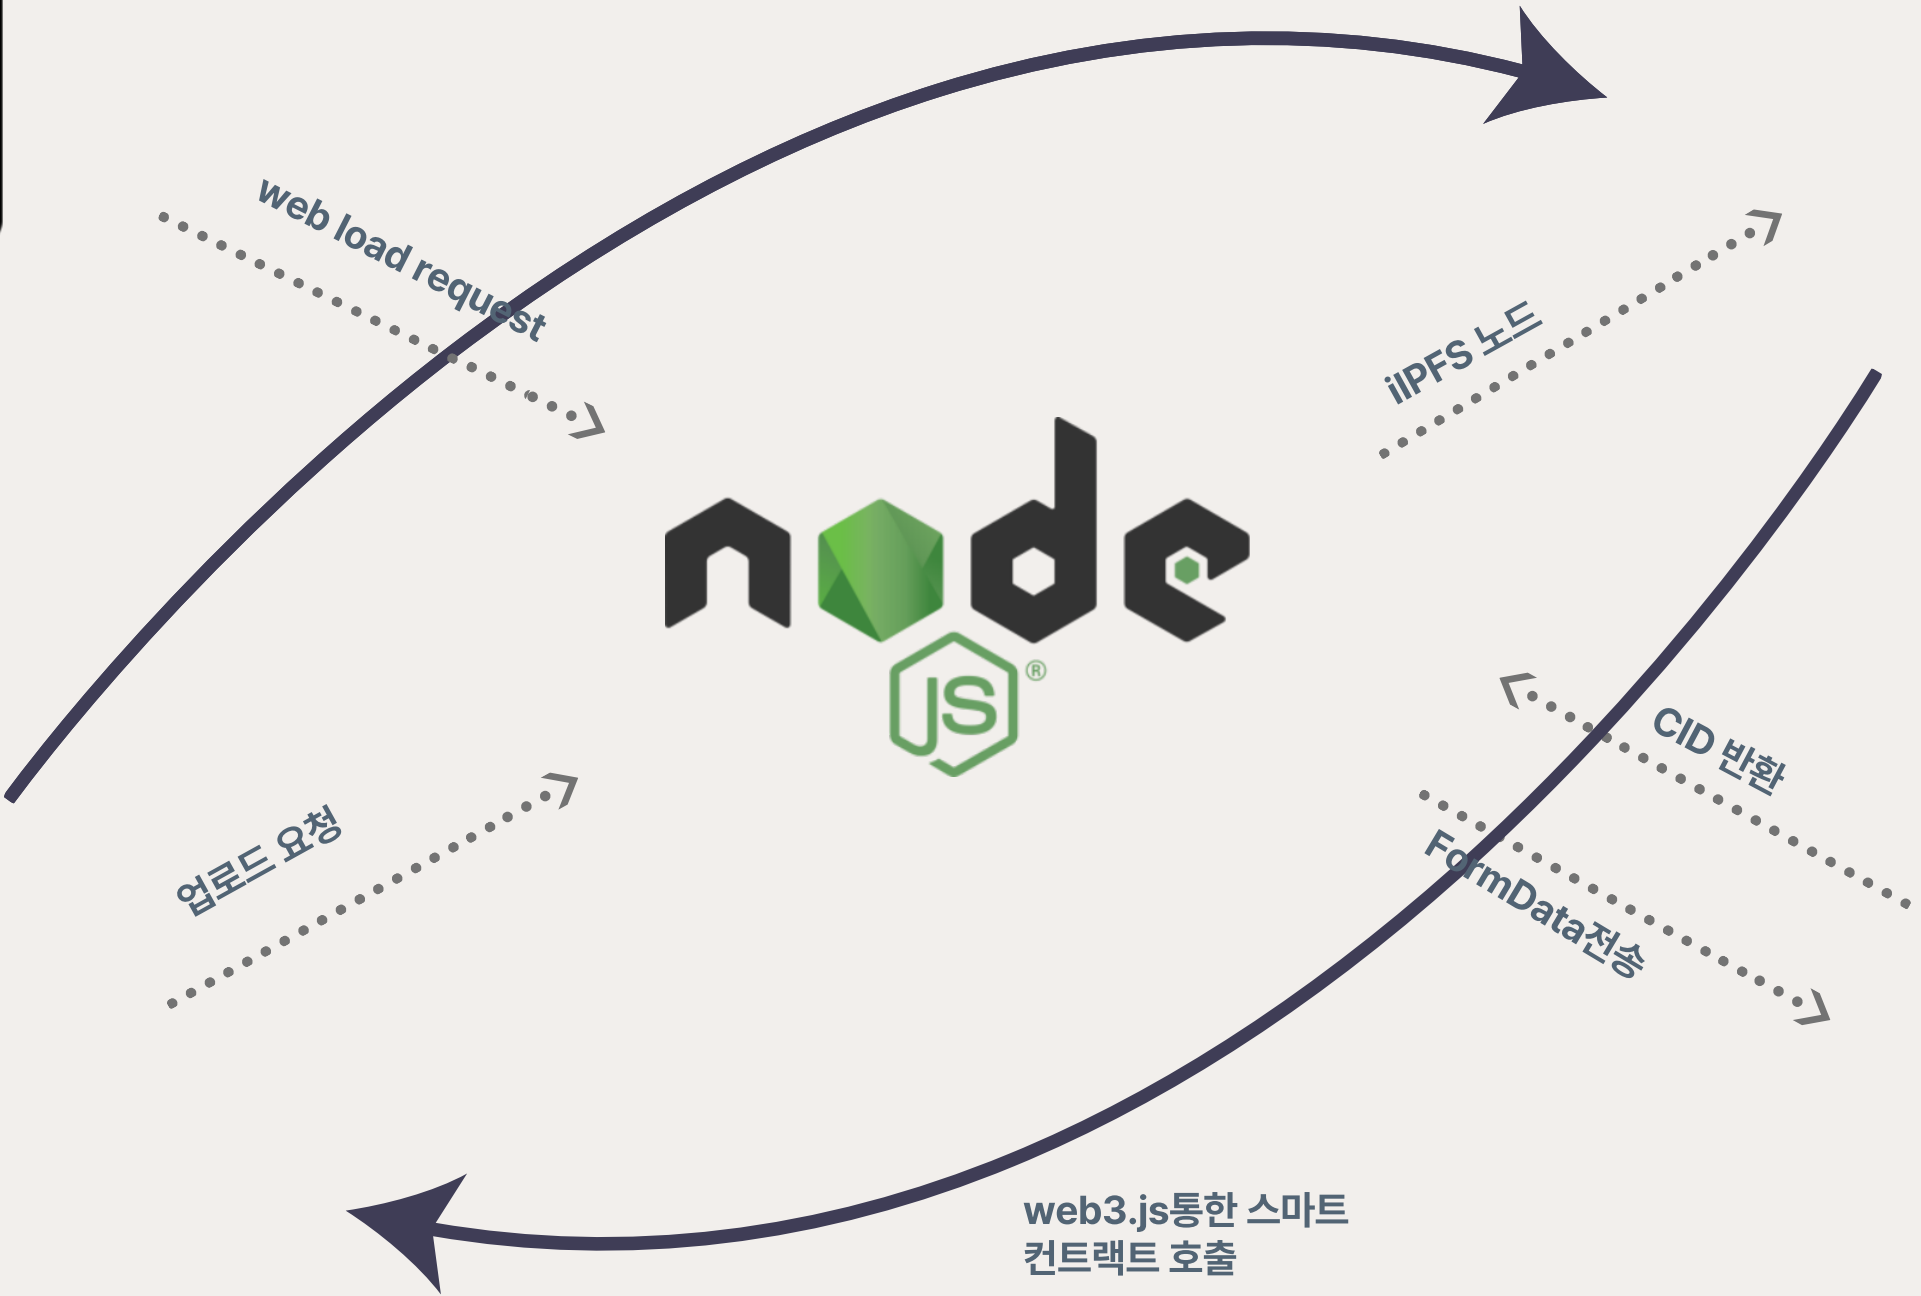 web load request
iIPFS 노드
node
JS®
CID 반환
업로드 요청
FormData전송
web3.js통한 스마트
컨트랙트 호출